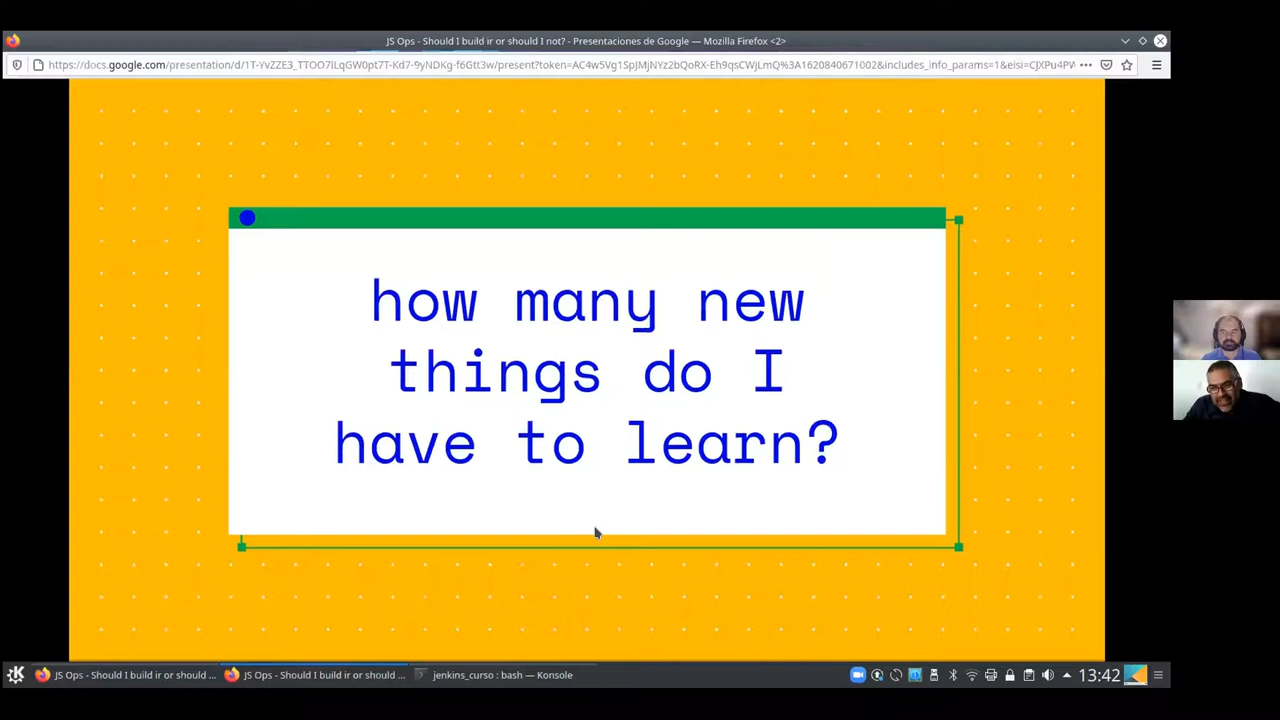 JS Ops - Should I build ir or should I not? - Presentaciones de Google — Mozilla Firefox <2>
how many new
things do I
have to learn?
JS Ops - Should I build ir or should ...
JS Ops - Should I build ir or should ...
jenkins_curso : bash — Konsole
13:42